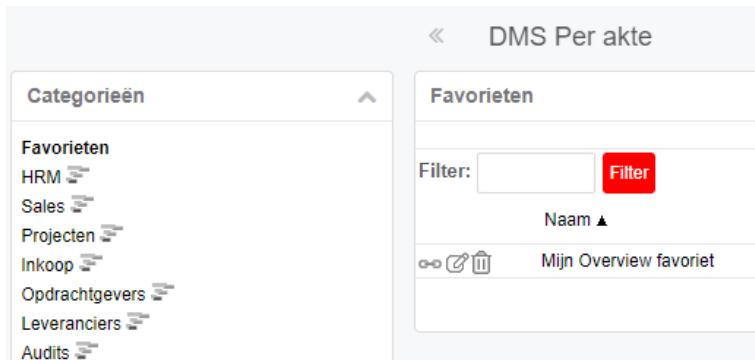 DMS Per akte
Categorieën
Favorieten
HRM
Sales
Projecten
Inkoop
Opdrachtgevers
Leveranciers
Audits
Favorieten
Filter:
Filter
Naam
Mijn Overview favoriet